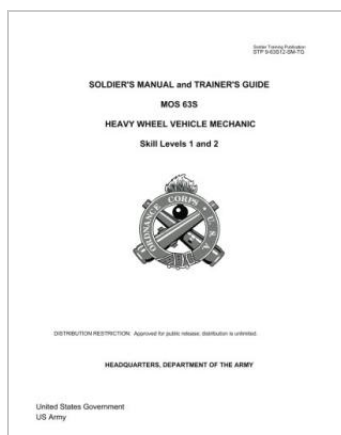 Soldier Training Publication
STP 9-63S12-SM-TG
SOLDIER'S MANUAL and TRAINER'S GUIDE
MOS 63S
HEAVY WHEEL VEHICLE MECHANIC
Skill Levels 1 and 2
ORDNANCE CORPS U.S.A.
DISTRIBUTION RESTRICTION: Approved for public release; distribution is unlimited.
HEADQUARTERS, DEPARTMENT OF THE ARMY
United States Government
US Army